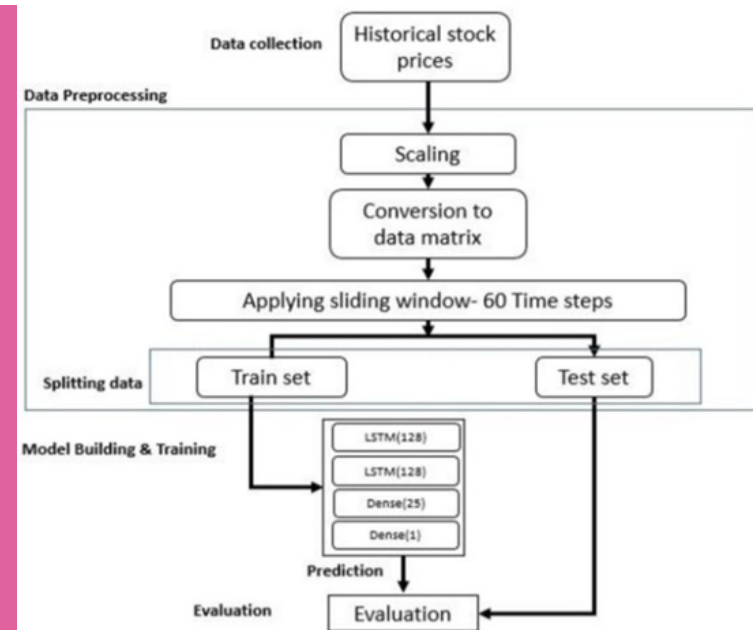 Data collection
Historical stock
prices
Data Preprocessing
Scaling
Conversion to
data matrix
Applying sliding window- 60 Time steps
Splitting data
Train set
Test set
Model Building & Training
LSTM(128)
LSTM(128)
Dense(25)
Dense(1)
Prediction
Evaluation
Evaluation